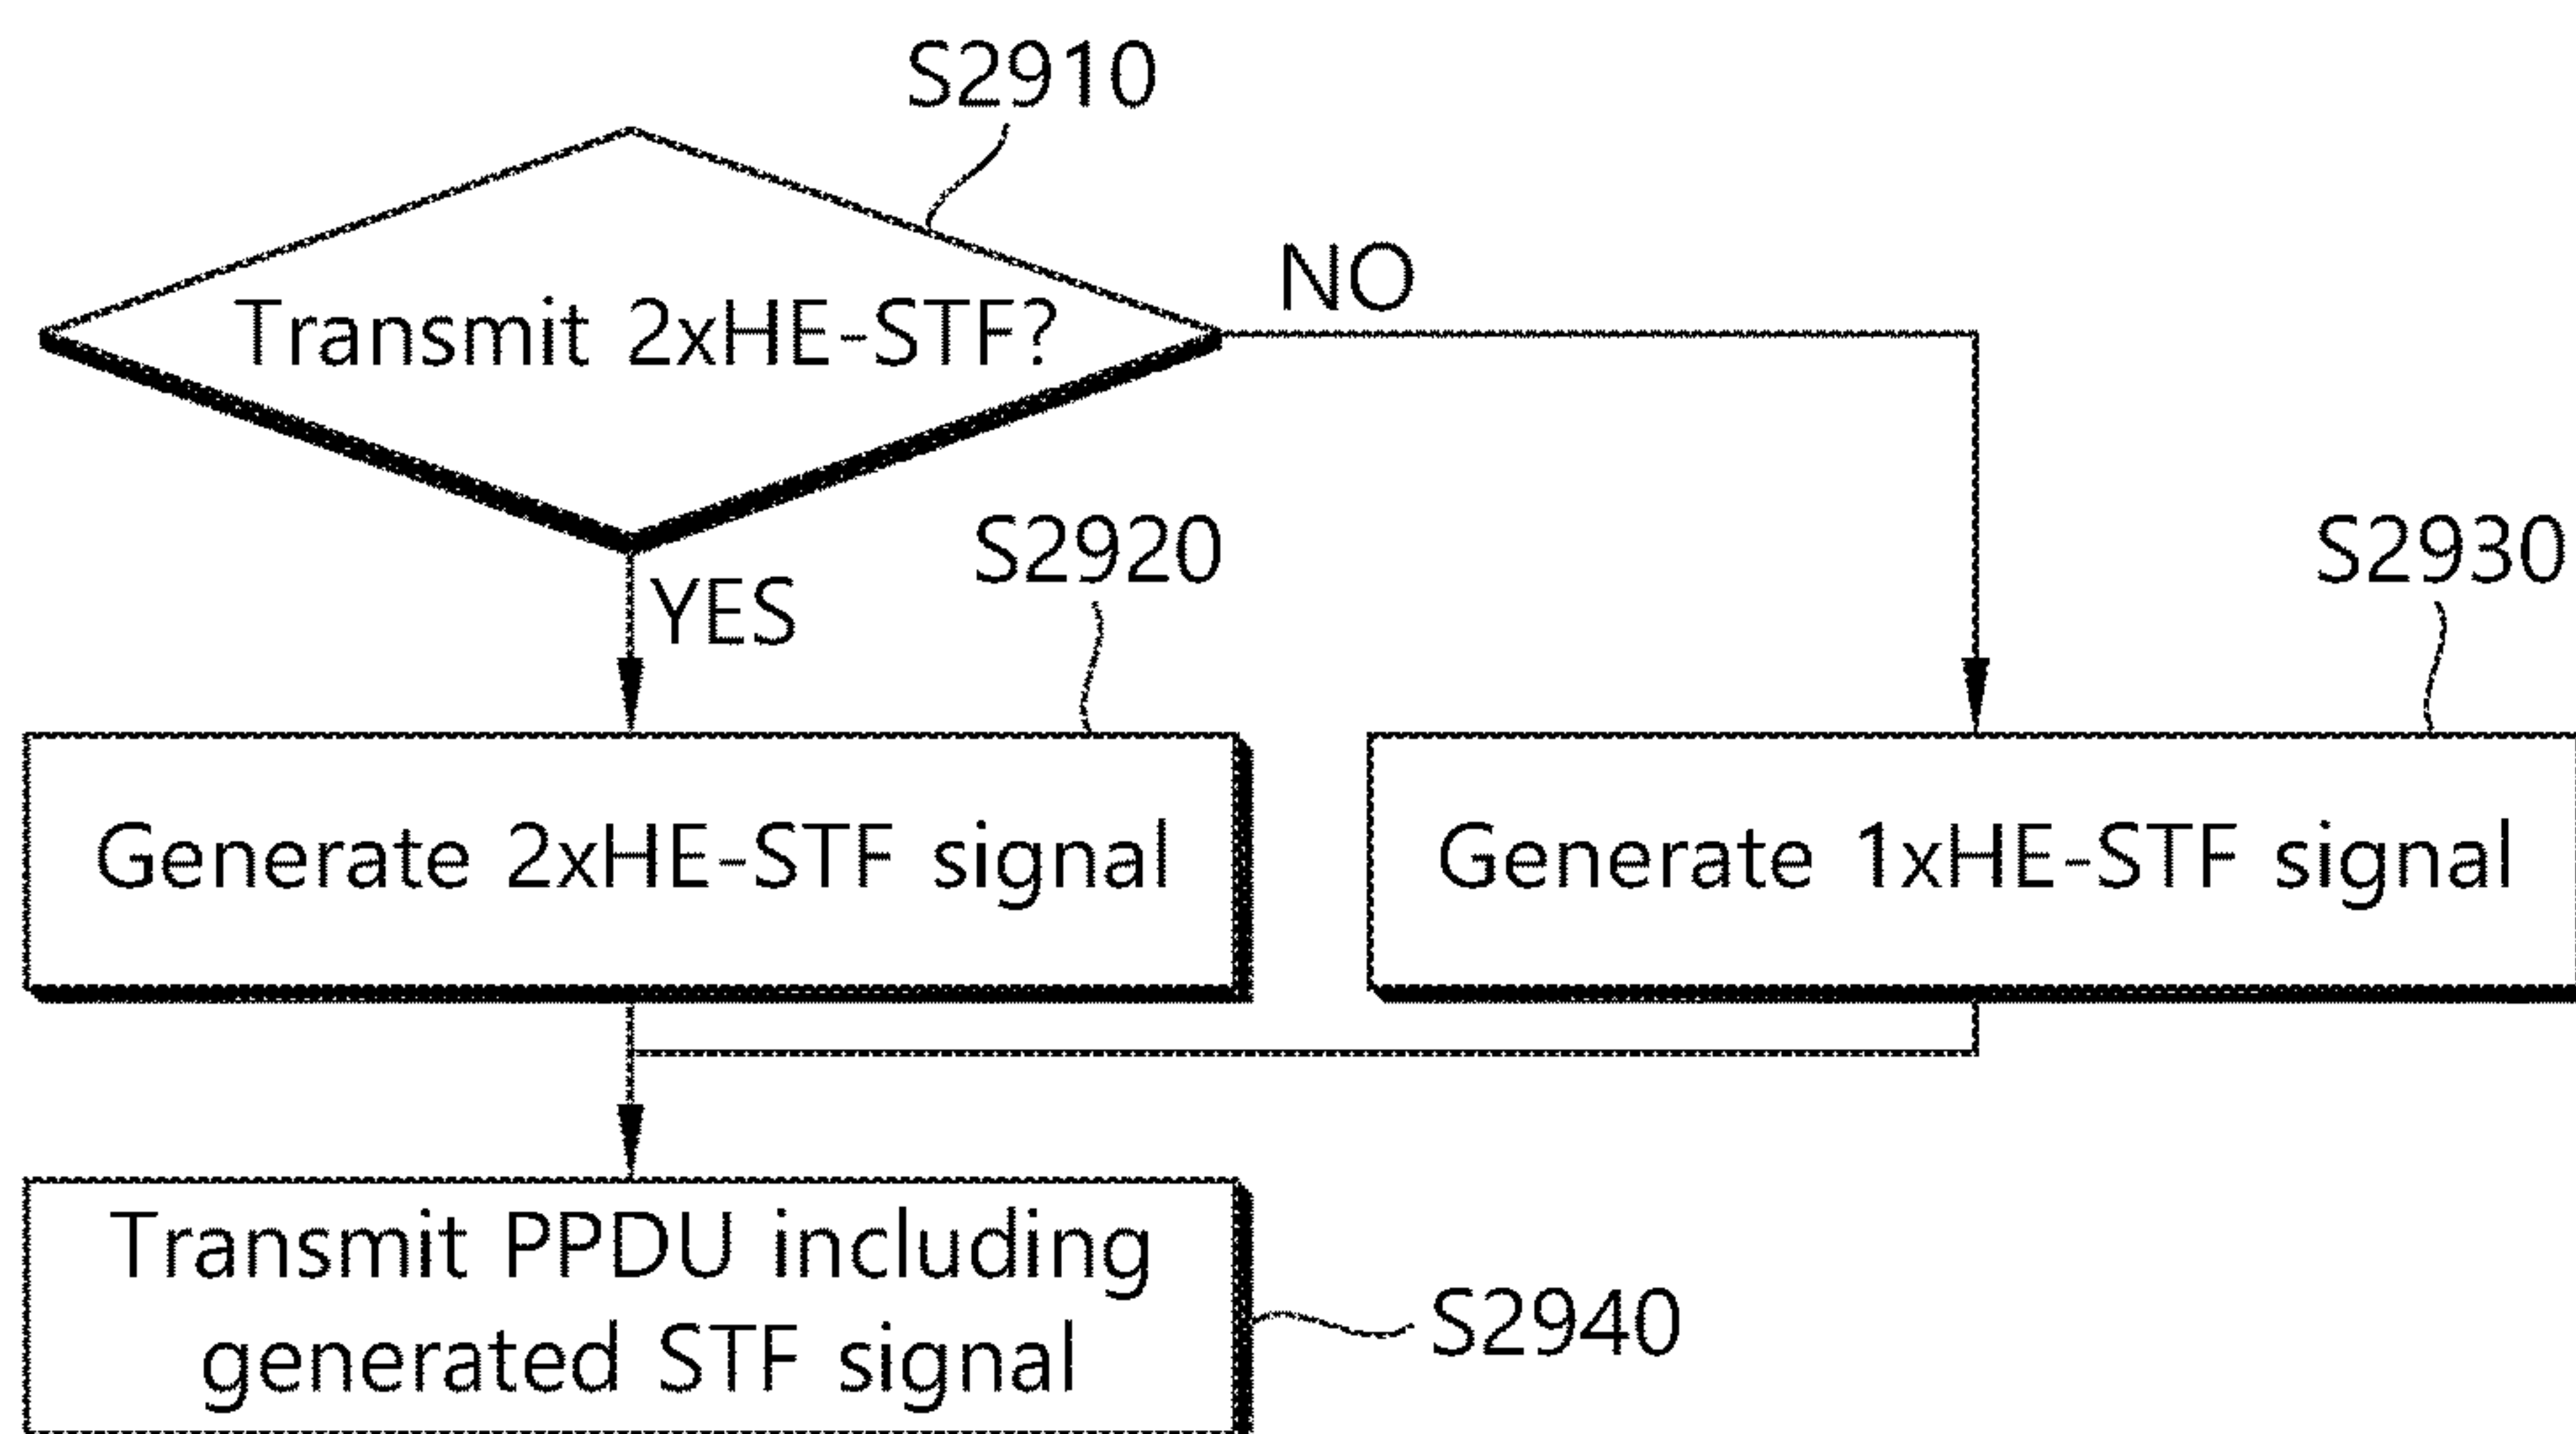 S2910
Transmit 2xHE-STF?
NO
YES
S2920
S2930
Generate 2xHE-STF signal
Generate 1xHE-STF signal
Transmit PPDU including
generated STF signal
S2940